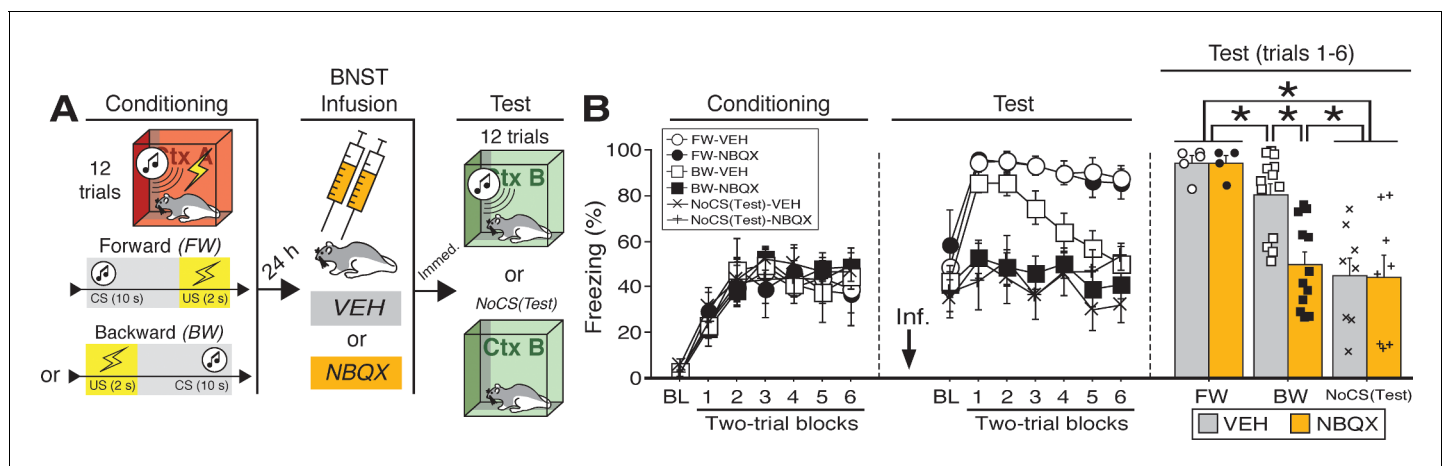 A
Conditioning
12
trials
Ctx A
Forward (FW)
CS (10 s)
US (2 s)
or
Backward (BW)
US (2 s)
CS (10 s)
24 h
BNST
Infusion
VEH
or
NBQX
Immed.
Test
12 trials
Ctx B
or
NoCS(Test)
Ctx B
B
Conditioning
Test
Test (trials 1-6)
* 
* * *
FW-VEH
FW-NBQX
BW-VEH
BW-NBQX
NoCS(Test)-VEH
NoCS(Test)-NBQX
Freezing (%)
100
80
60
40
20
0
BL 1 2 3 4 5 6
Two-trial blocks
Inf.
BL 1 2 3 4 5 6
Two-trial blocks
FW BW NoCS(Test)
VEH NBQX